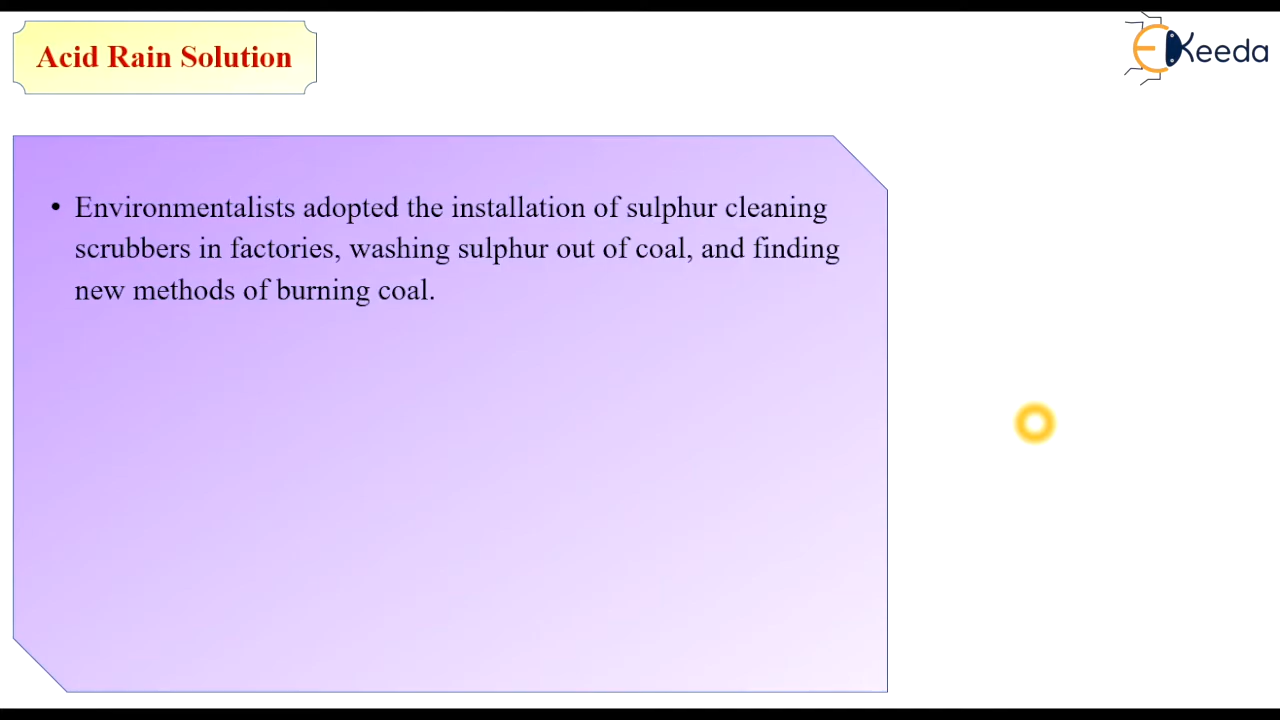 Acid Rain Solution
EKeeda
• Environmentalists adopted the installation of sulphur cleaning
scrubbers in factories, washing sulphur out of coal, and finding
new methods of burning coal.